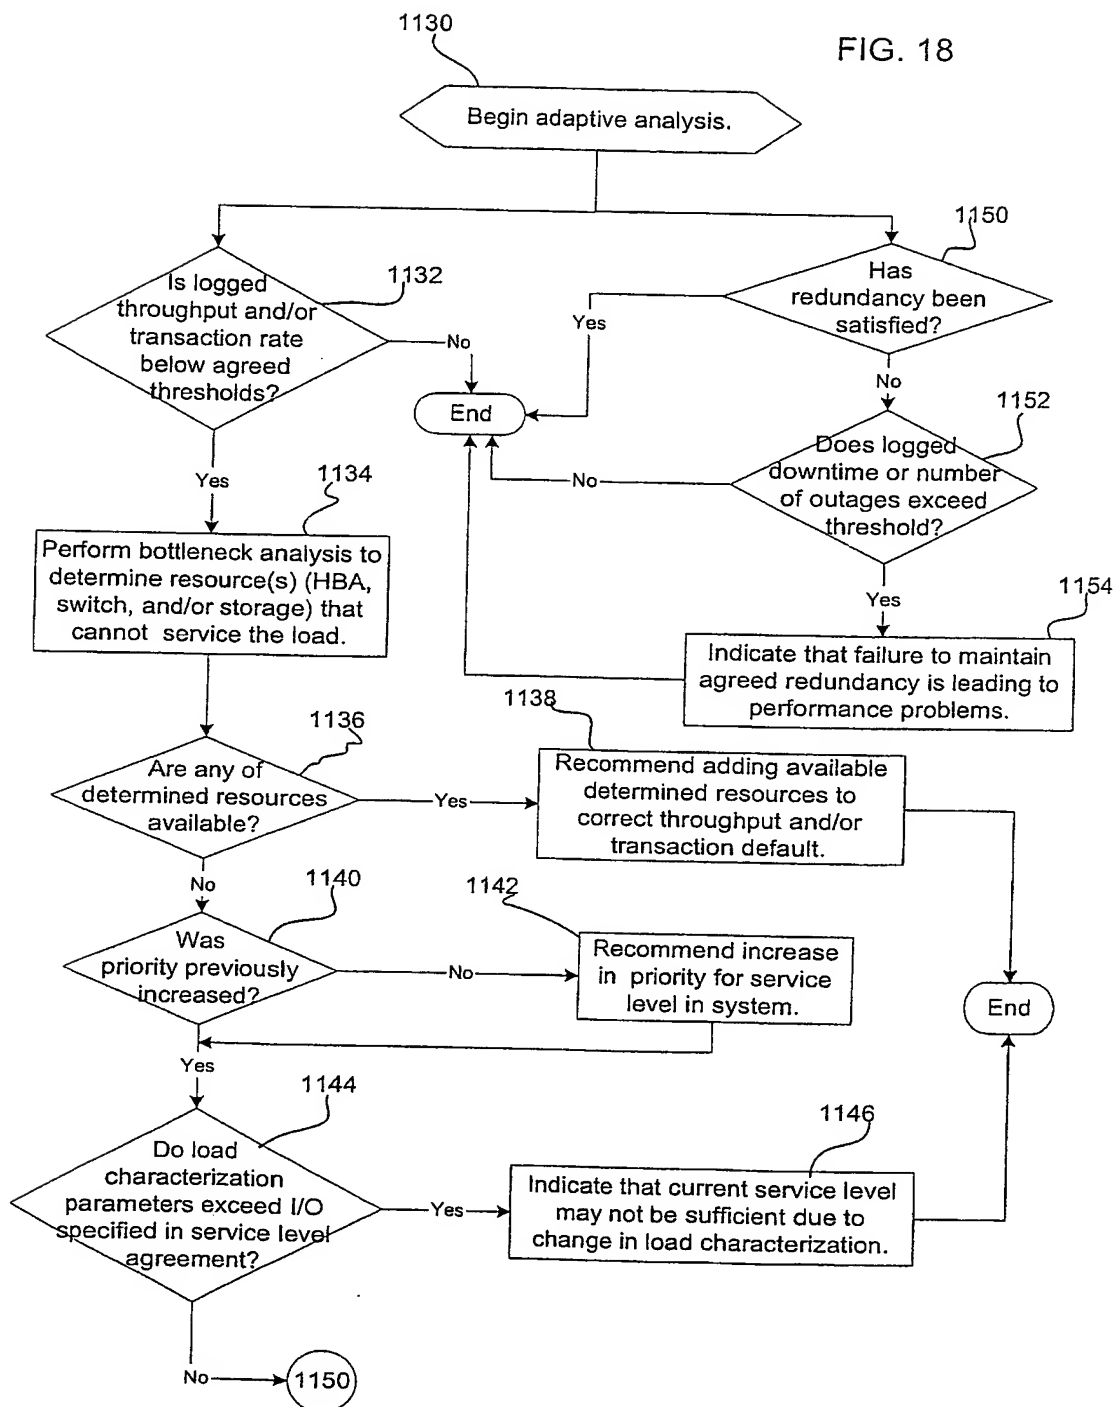 1130
FIG. 18
Begin adaptive analysis.
1150
Has
redundancy been
satisfied?
1132
Is logged
throughput and/or
transaction rate
below agreed
thresholds?
No
Yes
End
No
1152
Does logged
downtime or number
of outages exceed
threshold?
No
Yes
1134
Yes
Perform bottleneck analysis to
determine resource(s) (HBA,
switch, and/or storage) that
cannot service the load.
1154
Indicate that failure to maintain
agreed redundancy is leading to
performance problems.
1136
Are any of
determined resources
available?
Yes
1138
Recommend adding available
determined resources to
correct throughput and/or
transaction default.
No
1140
Was
priority previously
increased?
No
1142
Recommend increase
in priority for service
level in system.
End
Yes
1144
Do load
characterization
parameters exceed I/O
specified in service level
agreement?
Yes
1146
Indicate that current service level
may not be sufficient due to
change in load characterization.
No
1150